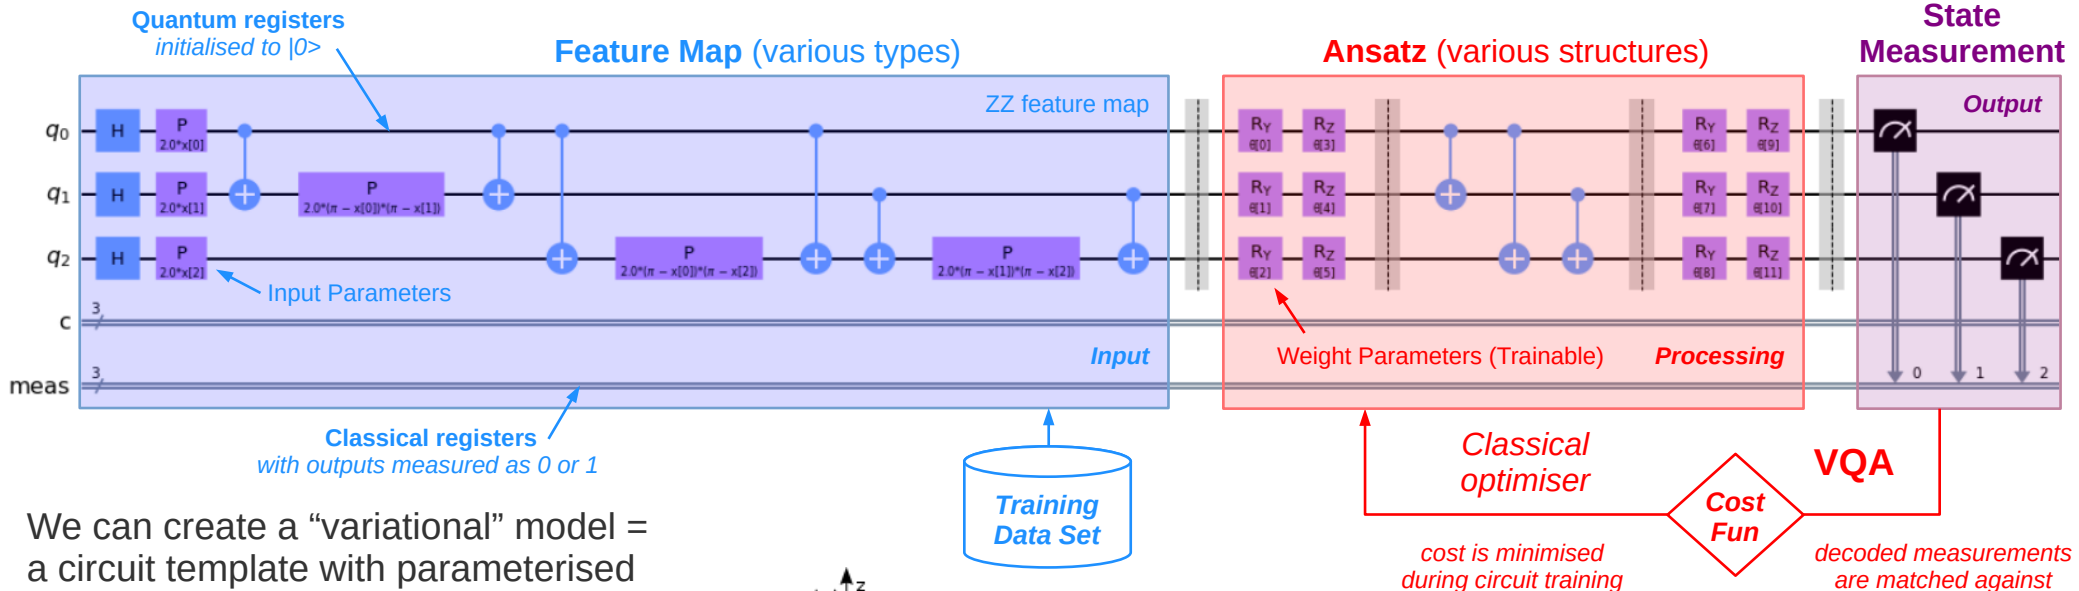 Quantum registers
initialised to |0>
Feature Map (various types)
Ansatz (various structures)
State
Measurement
ZZ feature map
Output
q0 H P 2.0*x[0] RY θ[0] RZ θ[3] RY θ[6] RZ θ[9]
q1 H P 2.0*x[1] P 2.0*(π − x[0])*(π − x[1]) RY θ[1] RZ θ[4] RY θ[7] RZ θ[10]
q2 H P 2.0*x[2] P 2.0*(π − x[0])*(π − x[2]) P 2.0*(π − x[1])*(π − x[2]) RY θ[2] RZ θ[5] RY θ[8] RZ θ[11]
Input Parameters
c 3
Input
Weight Parameters (Trainable)
Processing
meas 3 0 1 2
Classical registers
with outputs measured as 0 or 1
Training
Data Set
Classical
optimiser
VQA
Cost
Fun
cost is minimised
during circuit training
decoded measurements
are matched against
We can create a “variational” model =
a circuit template with parameterised
z